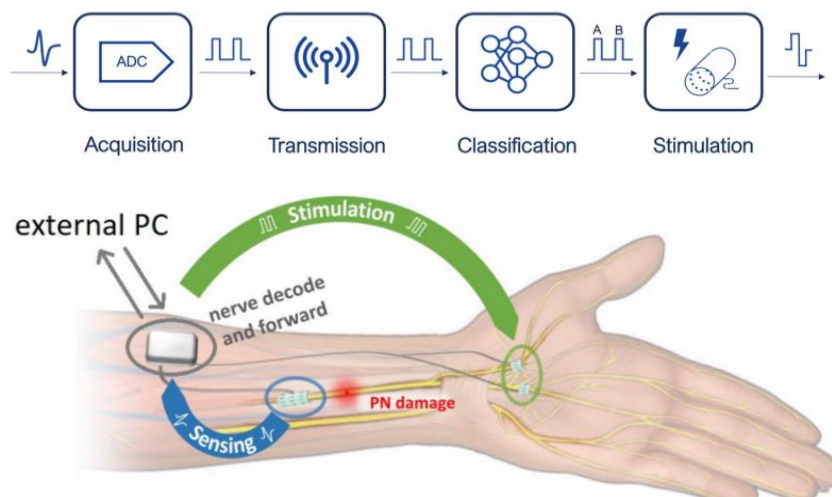 ADC
A B
Acquisition
Transmission
Classification
Stimulation
Stimulation
external PC
nerve decode
and forward
PN damage
Sensing